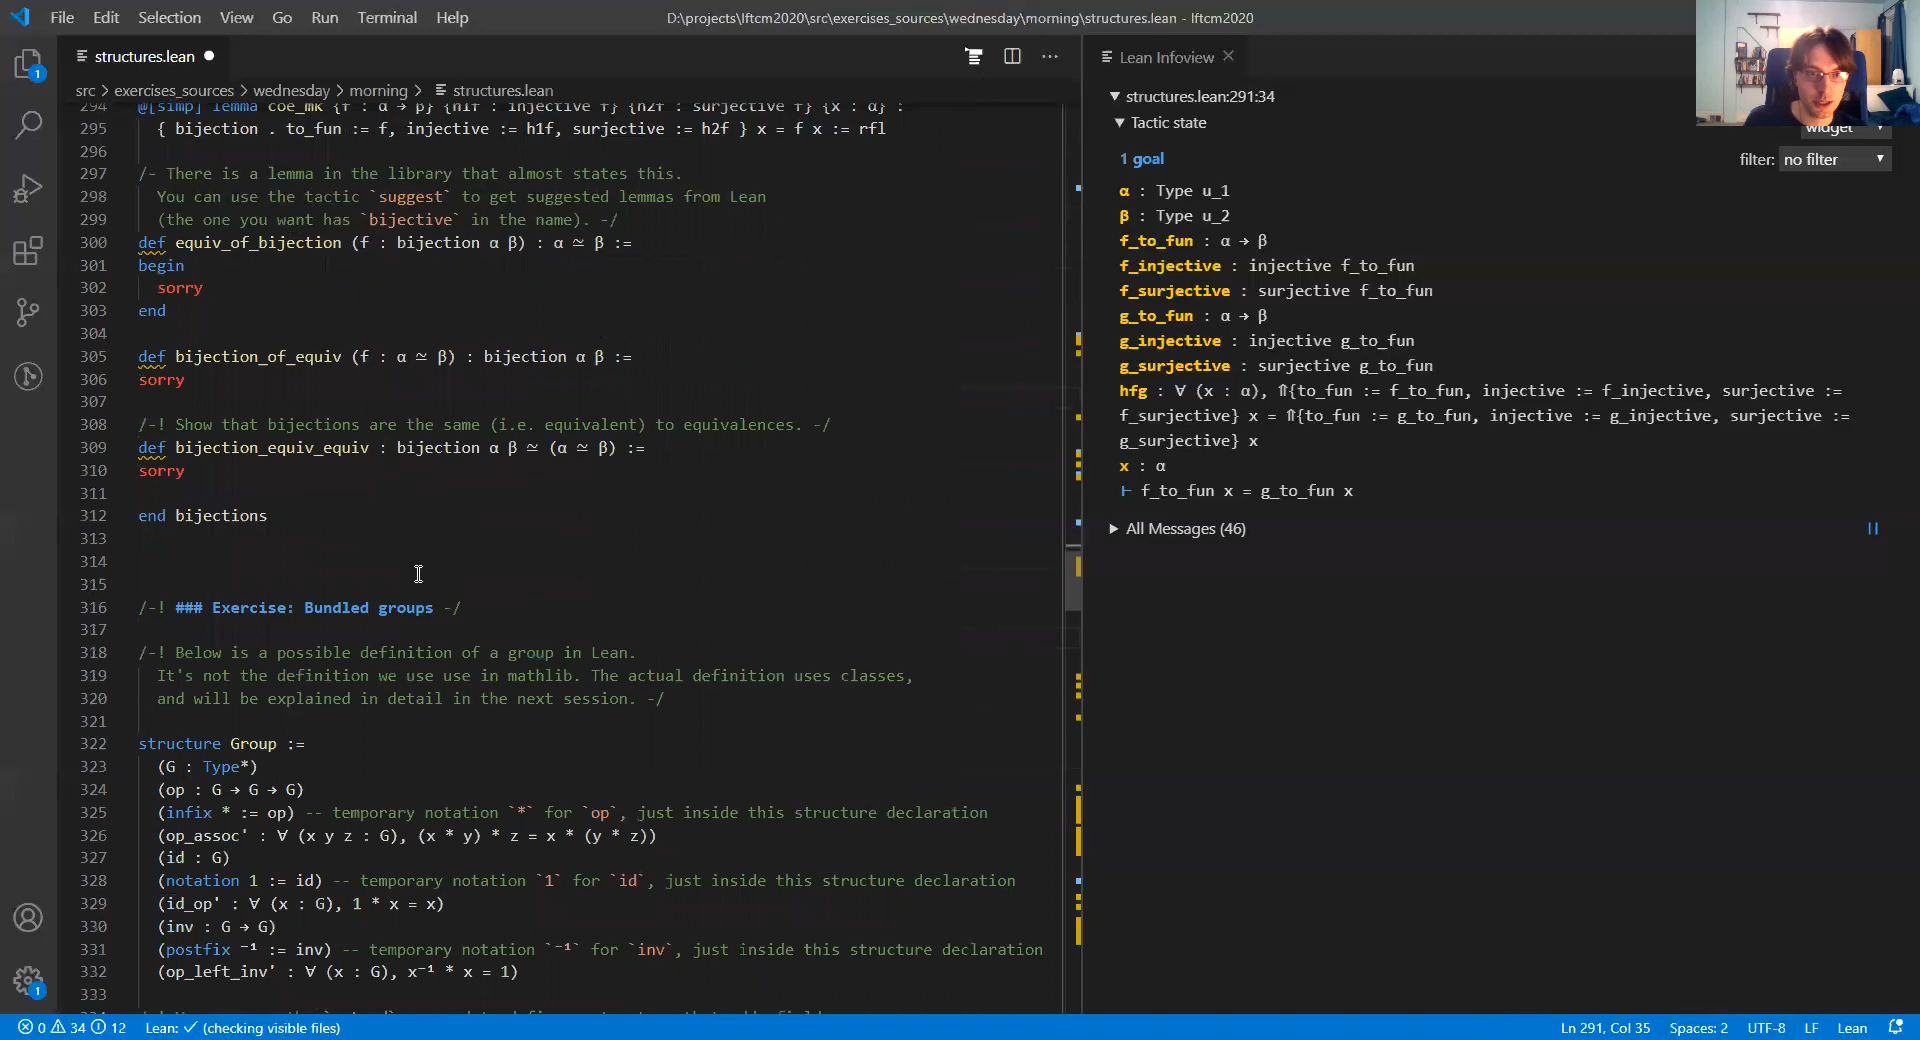 File Edit Selection View Go Run Terminal Help
D:\projects\lftcm2020\src\exercises_sources\wednesday\morning\structures.lean - lftcm2020
structures.lean
src > exercises_sources > wednesday > morning > structures.lean
294 @[simp] lemma coe_mk {f : α → β} {h1f : injective f} {h2f : surjective f} {x : α} :
295 { bijection . to_fun := f, injective := h1f, surjective := h2f } x = f x := rfl
296
297 /- There is a lemma in the library that almost states this.
298 You can use the tactic `suggest` to get suggested lemmas from Lean
299 (the one you want has `bijective` in the name). -/
300 def equiv_of_bijection (f : bijection α β) : α ≃ β :=
301 begin
302 sorry
303 end
304
305 def bijection_of_equiv (f : α ≃ β) : bijection α β :=
306 sorry
307
308 /-! Show that bijections are the same (i.e. equivalent) to equivalences. -/
309 def bijection_equiv_equiv : bijection α β ≃ (α ≃ β) :=
310 sorry
311
312 end bijections
313
314
315
316 /-! ### Exercise: Bundled groups -/
317
318 /-! Below is a possible definition of a group in Lean.
319 It's not the definition we use use in mathlib. The actual definition uses classes,
320 and will be explained in detail in the next session. -/
321
322 structure Group :=
323 (G : Type*)
324 (op : G → G → G)
325 (infix * := op) -- temporary notation `*` for `op`, just inside this structure declaration
326 (op_assoc' : ∀ (x y z : G), (x * y) * z = x * (y * z))
327 (id : G)
328 (notation 1 := id) -- temporary notation `1` for `id`, just inside this structure declaration
329 (id_op' : ∀ (x : G), 1 * x = x)
330 (inv : G → G)
331 (postfix ⁻¹ := inv) -- temporary notation `⁻¹` for `inv`, just inside this structure declaration
332 (op_left_inv' : ∀ (x : G), x⁻¹ * x = 1)
333
Lean Infoview
structures.lean:291:34
widget
Tactic state
filter: no filter
1 goal
α : Type u_1
β : Type u_2
f_to_fun : α → β
f_injective : injective f_to_fun
f_surjective : surjective f_to_fun
g_to_fun : α → β
g_injective : injective g_to_fun
g_surjective : surjective g_to_fun
hfg : ∀ (x : α), ⇑{to_fun := f_to_fun, injective := f_injective, surjective :=
f_surjective} x = ⇑{to_fun := g_to_fun, injective := g_injective, surjective :=
g_surjective} x
x : α
⊢ f_to_fun x = g_to_fun x
All Messages (46)
1
1
0 34 12 Lean: ✓ (checking visible files)
Ln 291, Col 35 Spaces: 2 UTF-8 LF Lean